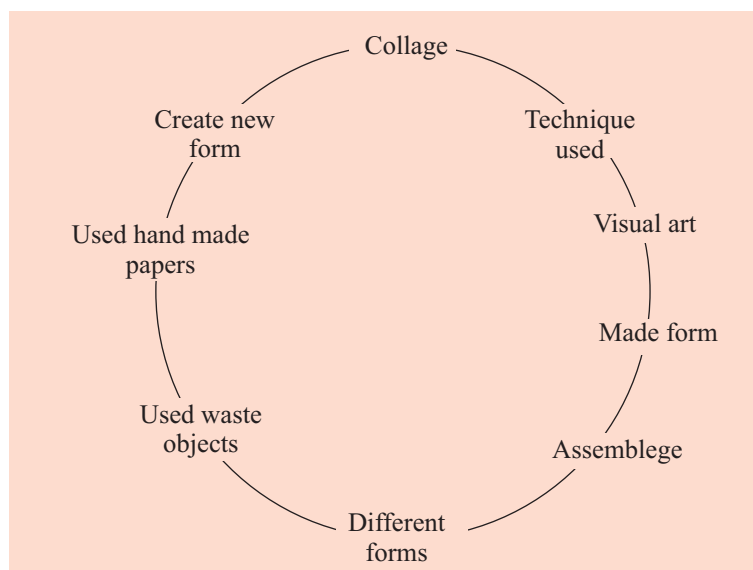 Collage
Technique
used
Visual art
Made form
Assemblege
Different
forms
Used waste
objects
Used hand made
papers
Create new
form